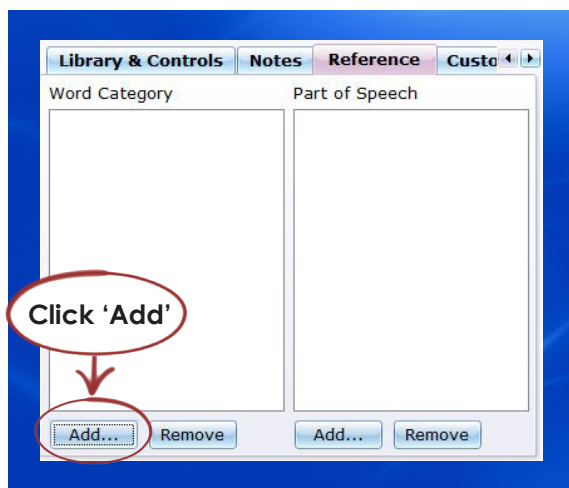 Library & Controls Notes Reference Custo
Word Category Part of Speech
Click ‘Add’
Add... Remove Add... Remove